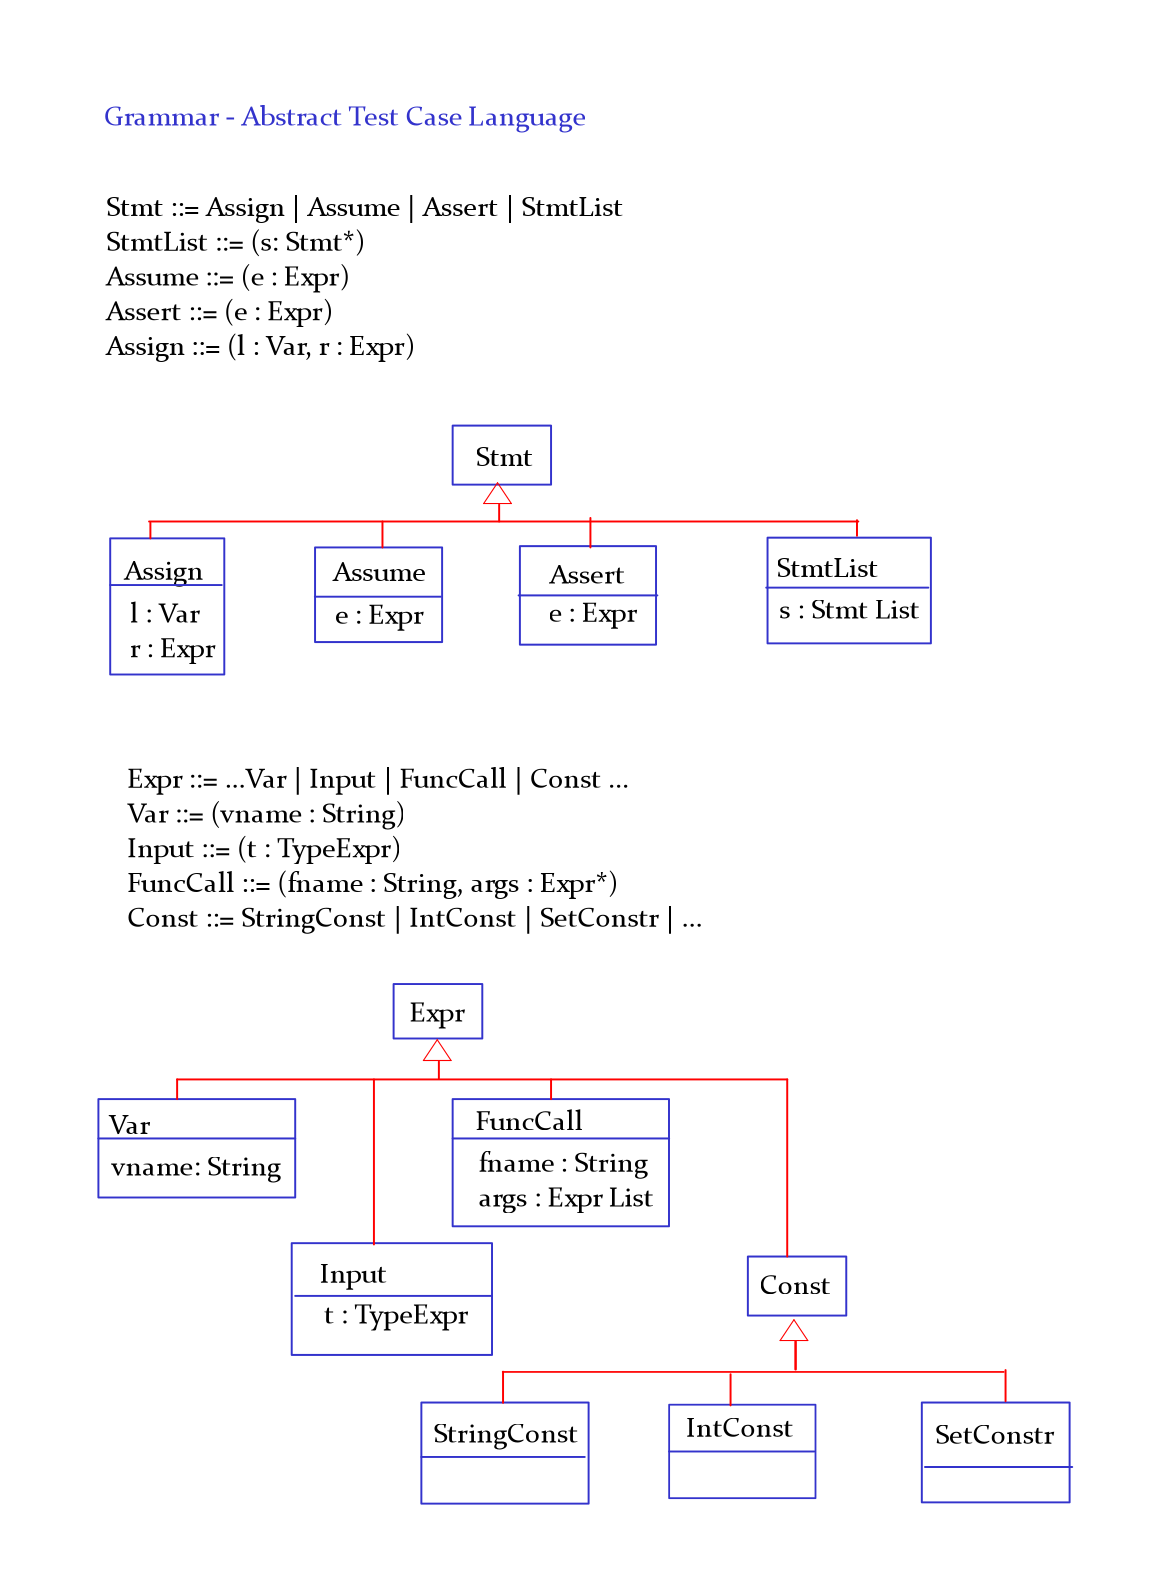 Grammar - Abstract Test Case Language
Stmt ::= Assign | Assume | Assert | StmtList
StmtList ::= (s: Stmt*)
Assume ::= (e : Expr)
Assert ::= (e : Expr)
Assign ::= (l : Var, r : Expr)
Stmt
Assign
l : Var
r : Expr
Assume
e : Expr
Assert
e : Expr
StmtList
s : Stmt List
Expr ::= ...Var | Input | FuncCall | Const ...
Var ::= (vname : String)
Input ::= (t : TypeExpr)
FuncCall ::= (fname : String, args : Expr*)
Const ::= StringConst | IntConst | SetConstr | ...
Expr
Var
vname: String
FuncCall
fname : String
args : Expr List
Input
t : TypeExpr
Const
StringConst
IntConst
SetConstr